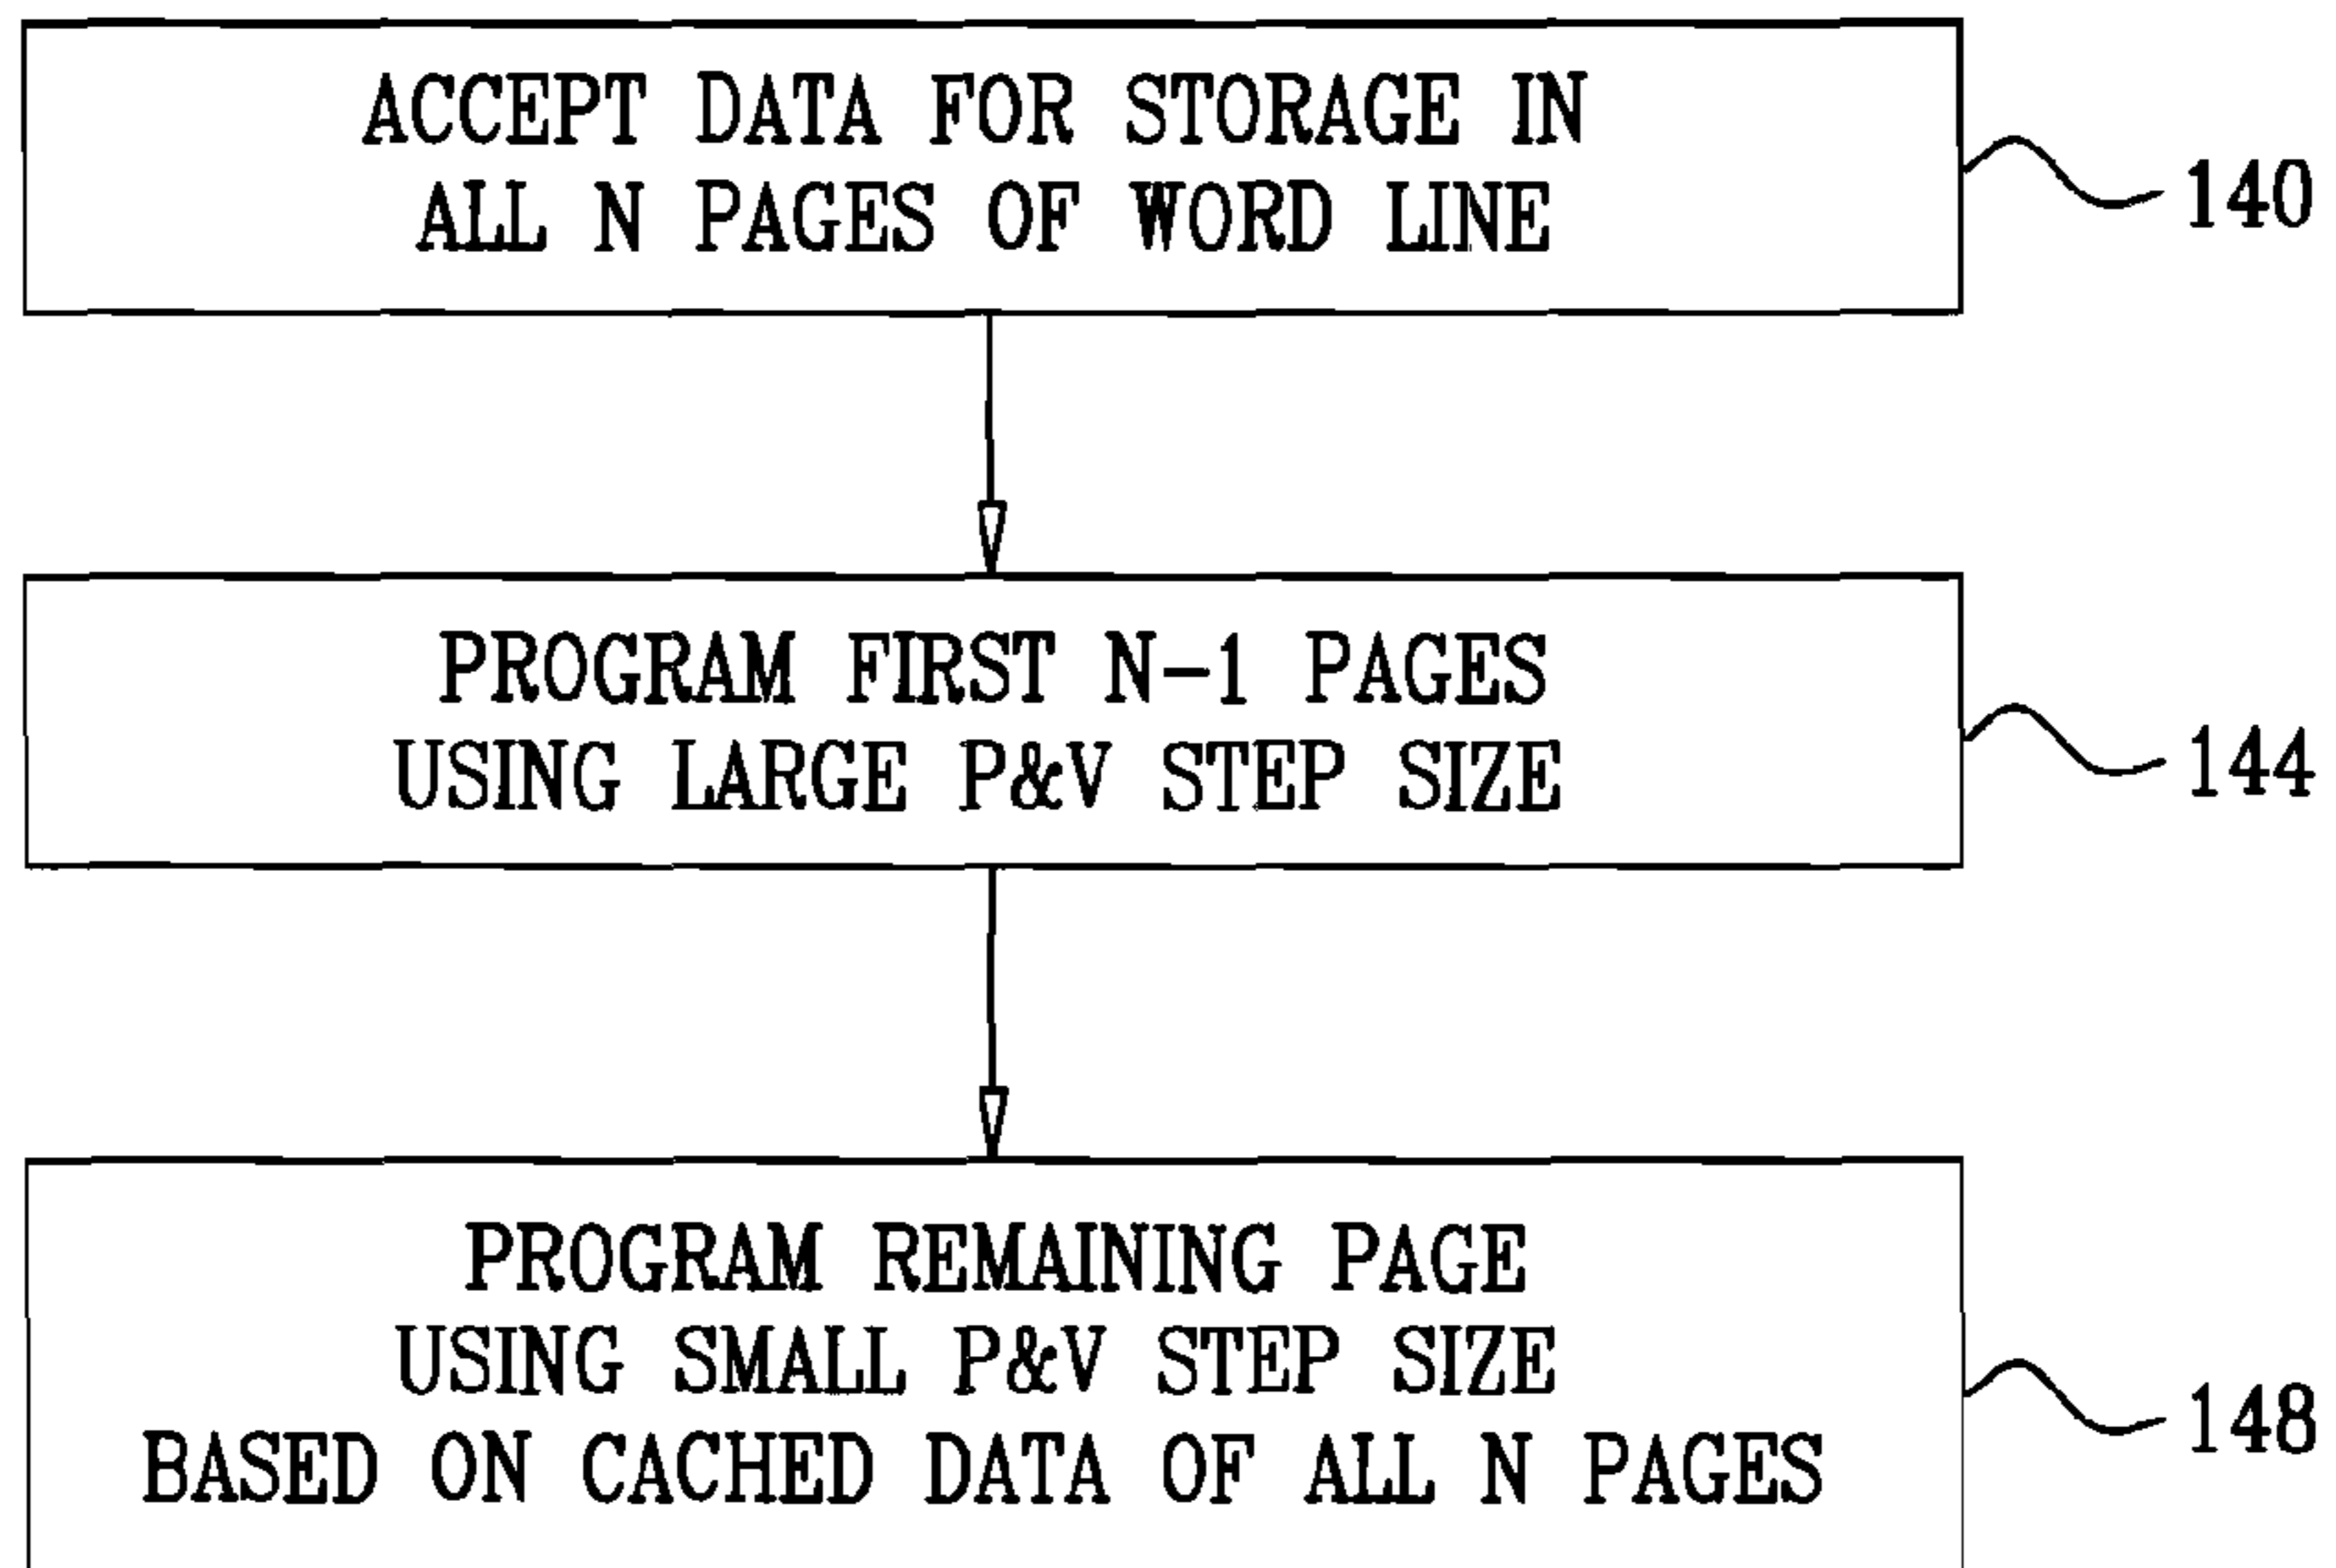 ACCEPT DATA FOR STORAGE IN
ALL N PAGES OF WORD LINE
140
PROGRAM FIRST N-1 PAGES
USING LARGE P&V STEP SIZE
144
PROGRAM REMAINING PAGE
USING SMALL P&V STEP SIZE
BASED ON CACHED DATA OF ALL N PAGES
148